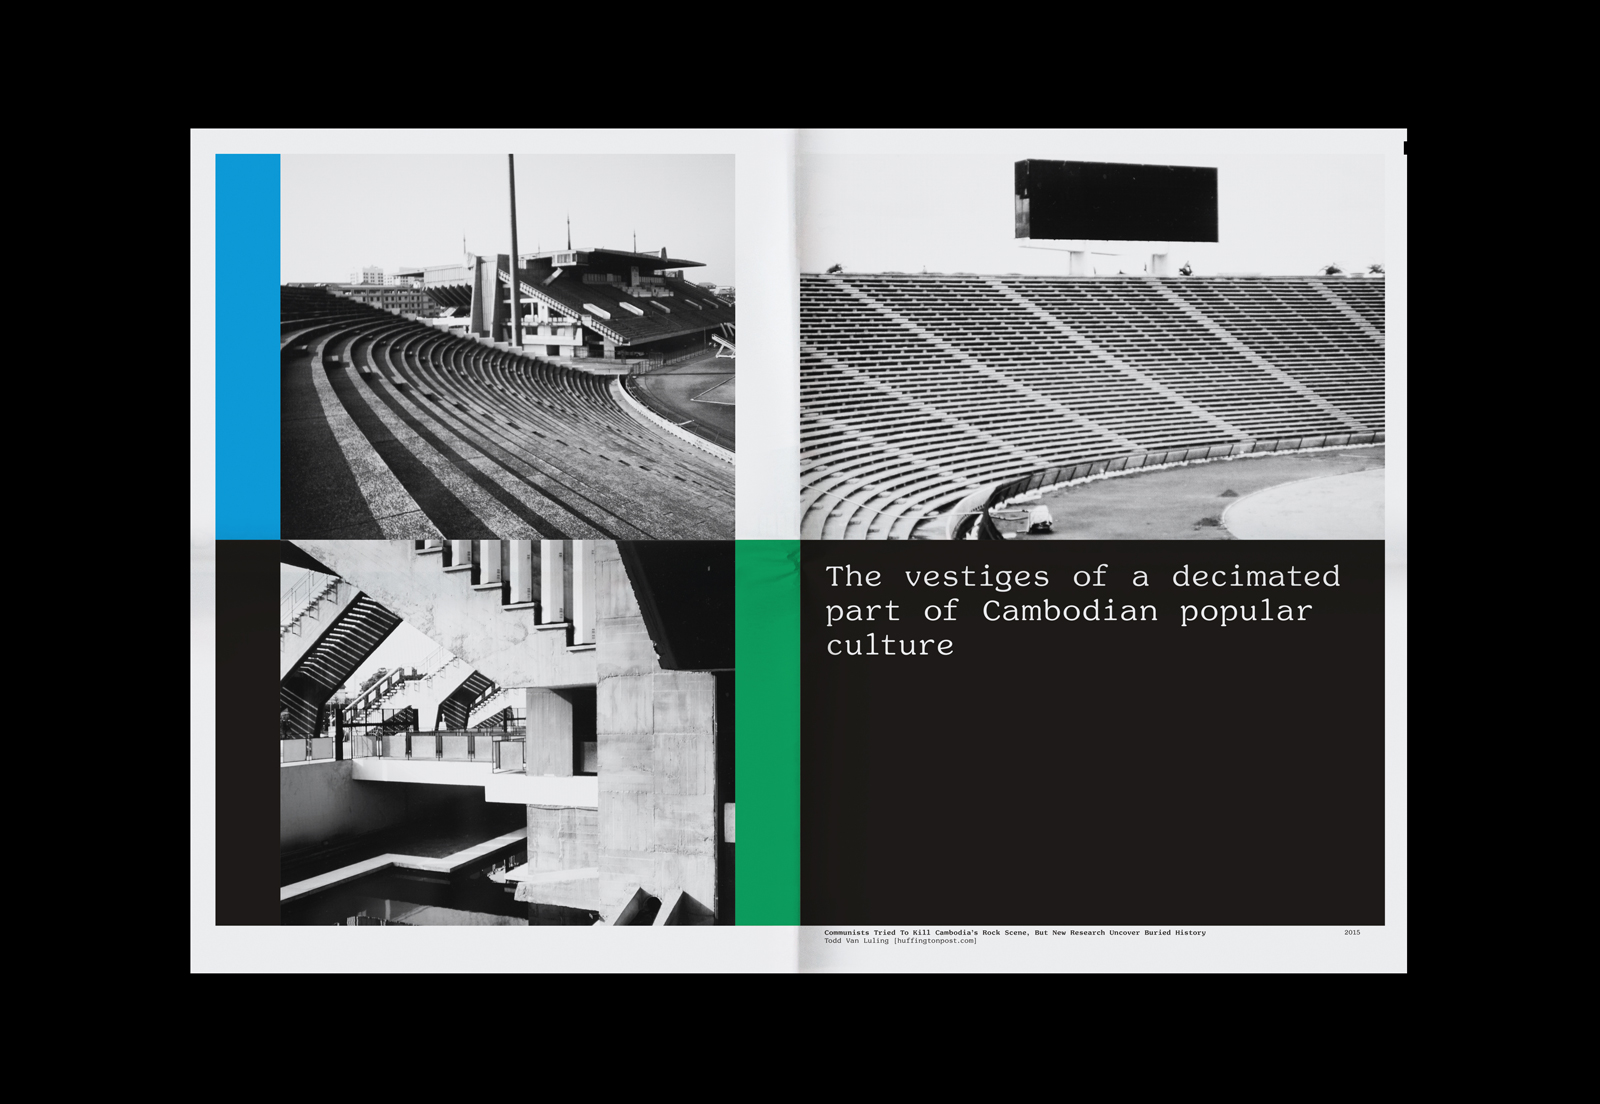 The vestiges of a decimated
part of Cambodian popular
culture
Communists Tried To Kill Cambodia's Rock Scene, But New Research Uncover Buried History
2015
Todd Van Luling [huffingtonpost.com]